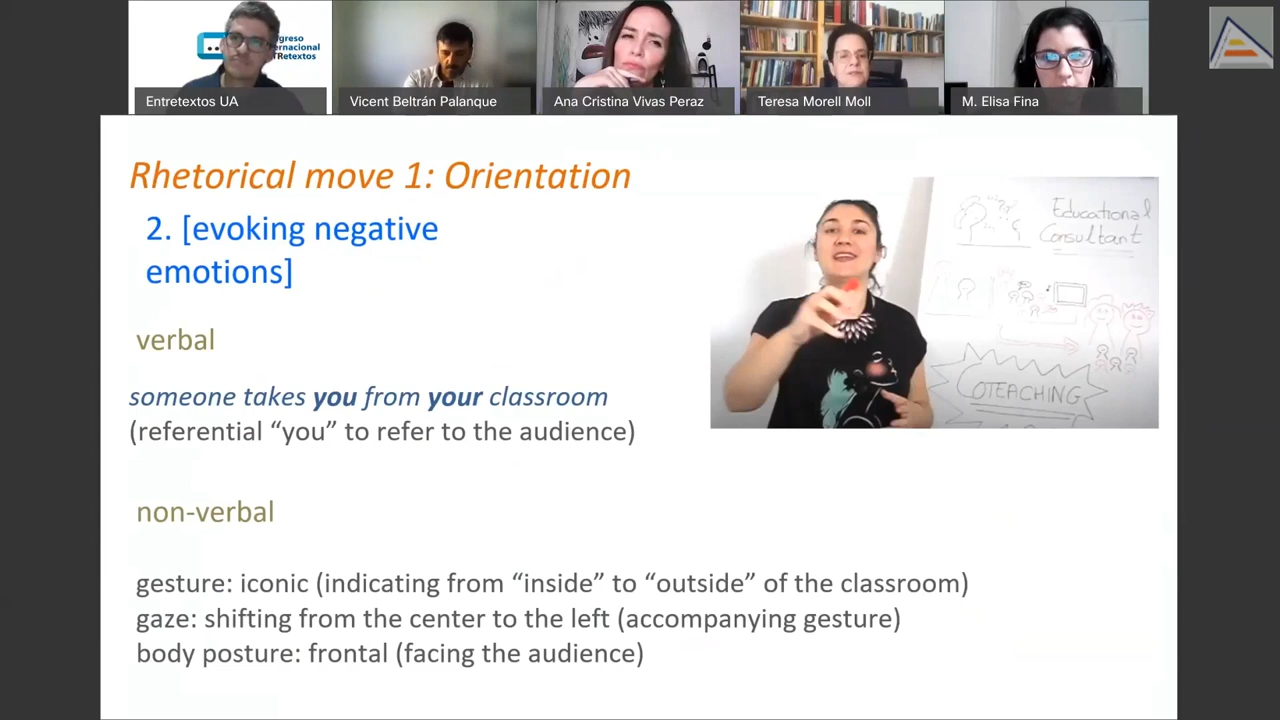 greso
ernacional
TRetextos
Entretextos UA
Vicent Beltrán Palanque
Ana Cristina Vivas Peraz
Teresa Morell Moll
M. Elisa Fina
Rhetorical move 1: Orientation
2. [evoking negative
emotions]
Educational
Consultant
COTEACHING
verbal
someone takes you from your classroom
(referential “you” to refer to the audience)
non-verbal
gesture: iconic (indicating from “inside” to “outside” of the classroom)
gaze: shifting from the center to the left (accompanying gesture)
body posture: frontal (facing the audience)